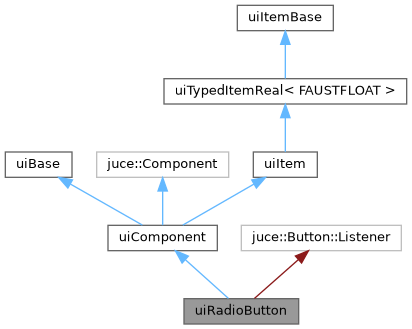 uiItemBase
uiTypedItemReal< FAUSTFLOAT >
uiBase
juce::Component
uiItem
uiComponent
juce::Button::Listener
uiRadioButton